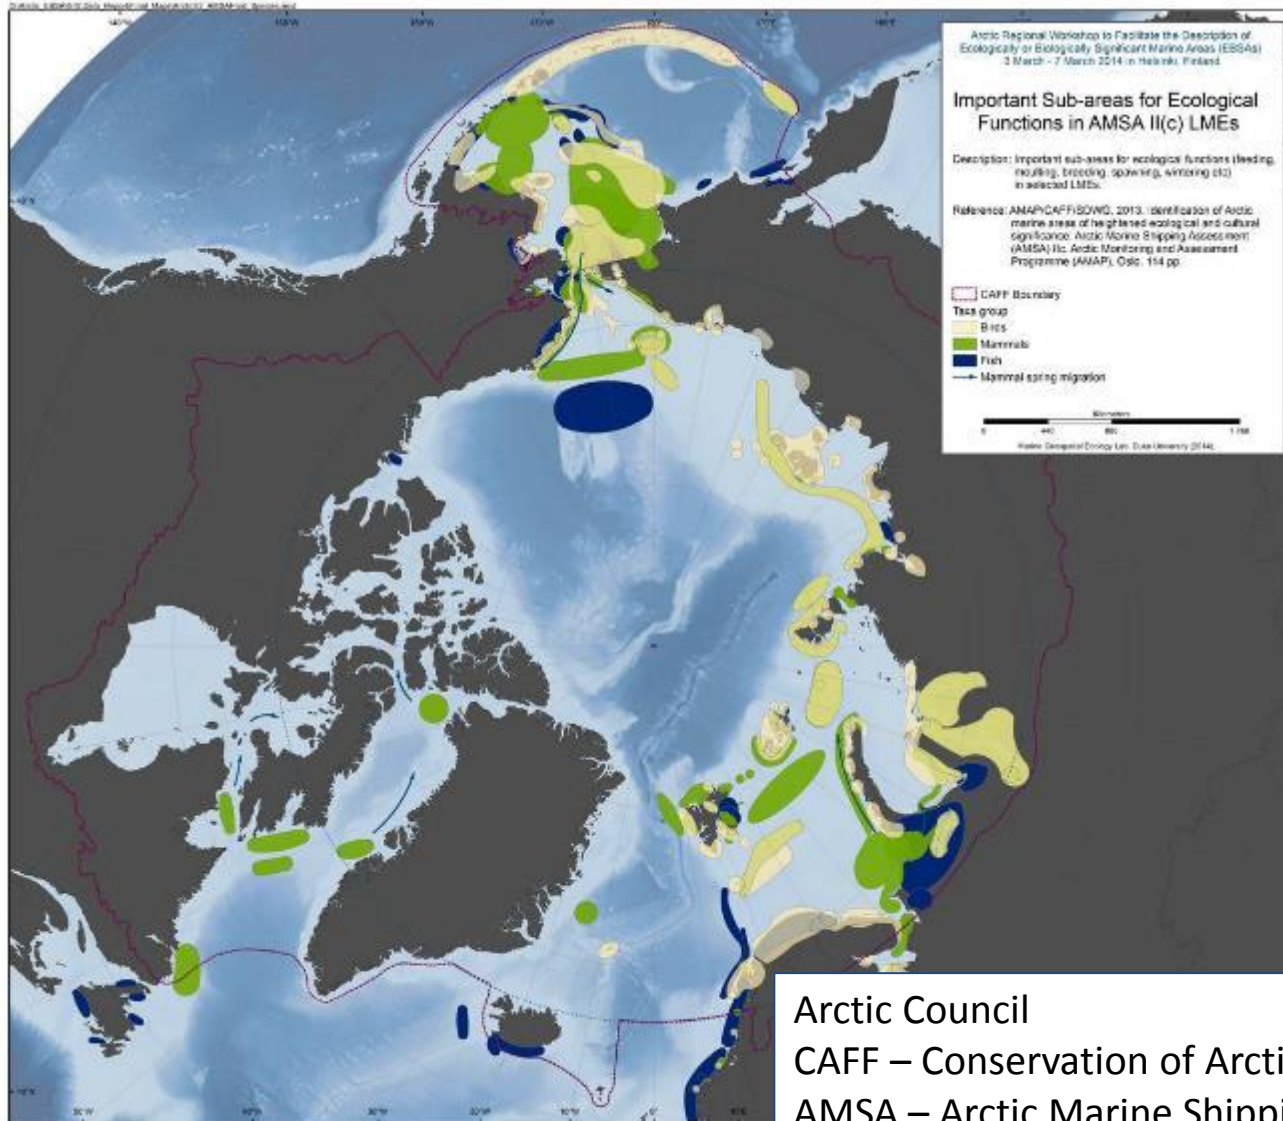 Arctic Regional Workshop to Facilitate the Description of
Ecologically or Biologically Significant Marine Areas (EBSAs)
3 March - 7 March 2014 in Helsinki, Finland
Important Sub-areas for Ecological
Functions in AMSA II(c) LMEs
Description: Important sub-areas for ecological functions (feeding,
moulting, breeding, spawning, wintering etc)
in selected LMEs.
Reference: AMAP/CAFF/SDWG, 2013. Identification of Arctic
marine areas of heightened ecological and cultural
significance: Arctic Marine Shipping Assessment
(AMSA) IIc. Arctic Monitoring and Assessment
Programme (AMAP), Oslo. 114 pp.
CAFF Boundary
Taxa group
Birds
Mammals
Fish
Mammal spring migration
Kilometers
0 440
Marine Geospatial Ecology Lab, Duke University (2014)
Arctic Council
CAFF – Conservation of Arcti
AMSA – Arctic Marine Shippi